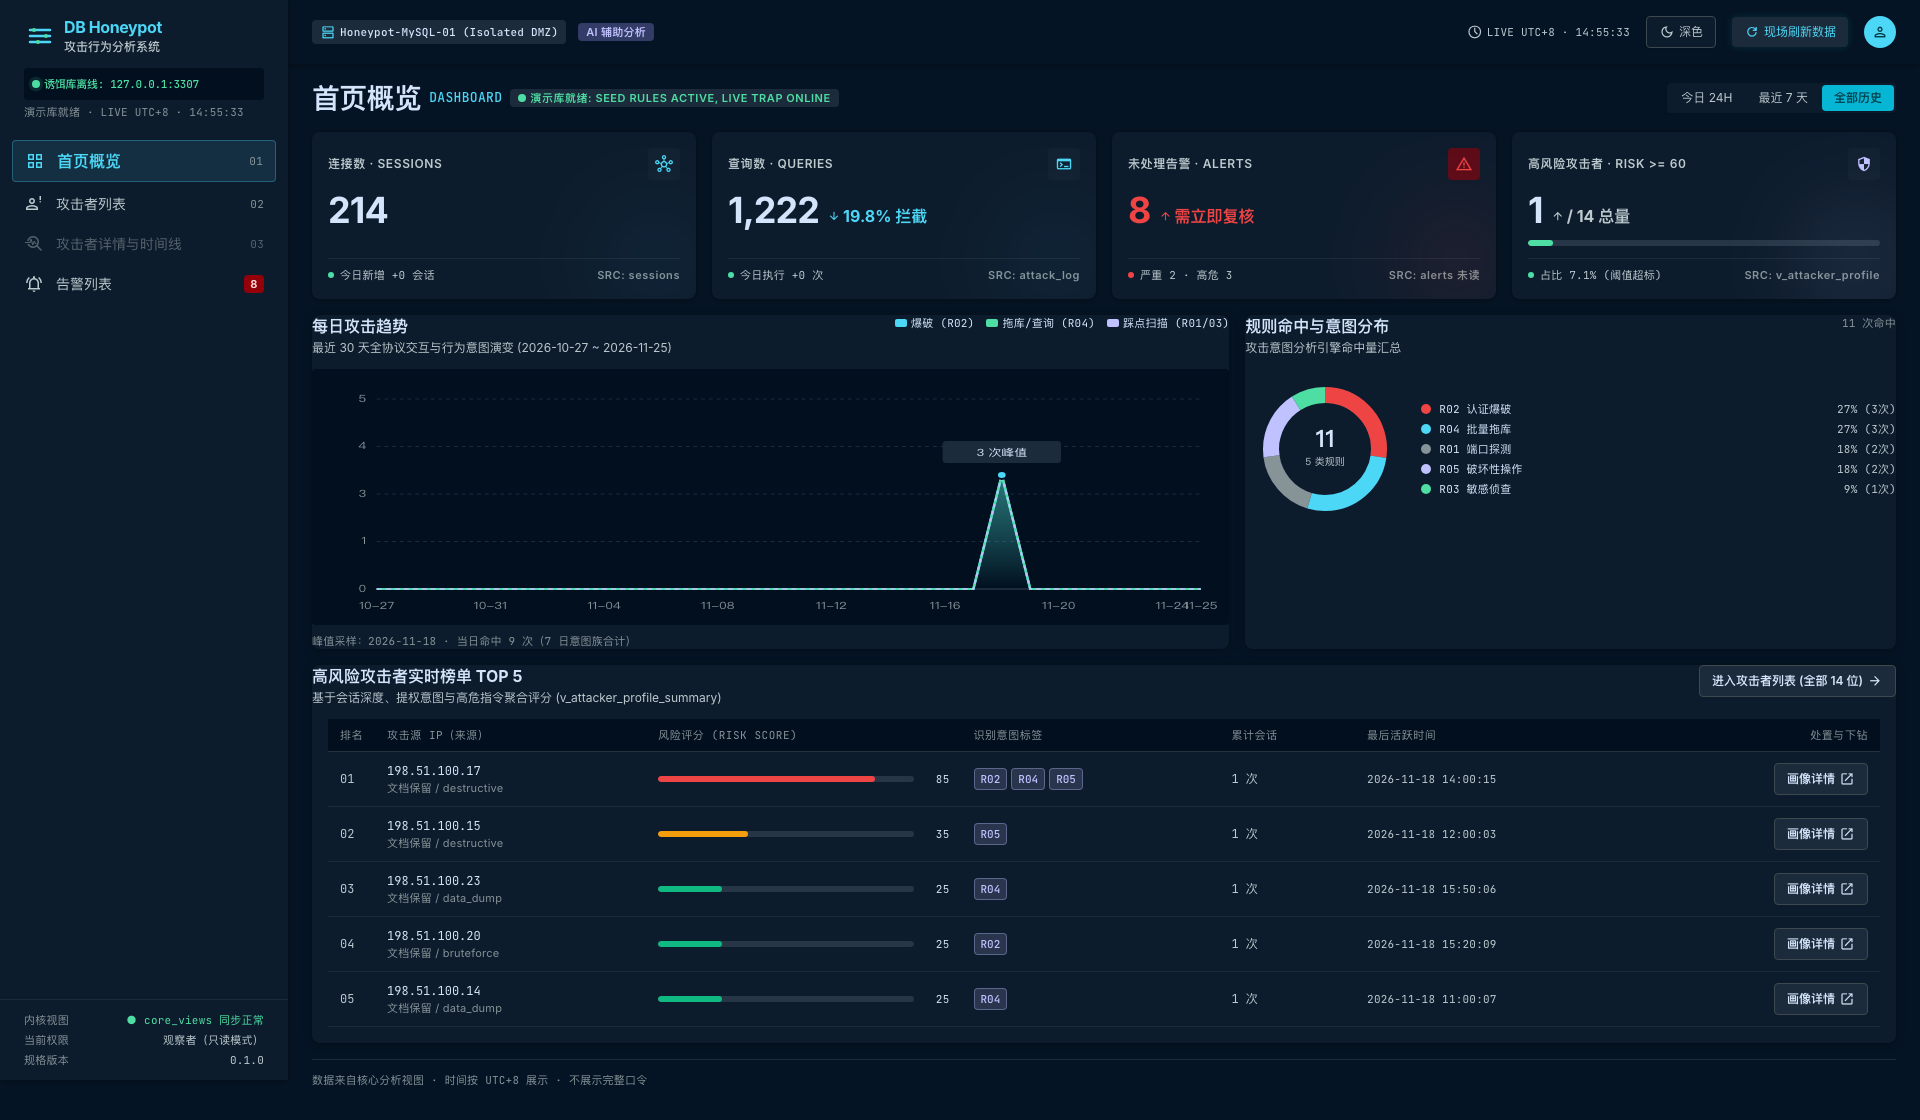 DB Honeypot
攻击行为分析系统
诱饵库离线: 127.0.0.1:3307
演示库就绪 · LIVE UTC+8 · 14:55:33
首页概览 01
攻击者列表 02
攻击者详情与时间线 03
告警列表 8
内核视图 core_views 同步正常
当前权限 观察者 (只读模式)
规格版本 0.1.0
Honeypot-MySQL-01 (Isolated DMZ) AI 辅助分析
LIVE UTC+8 · 14:55:33 深色 现场刷新数据
首页概览 DASHBOARD 演示库就绪: SEED RULES ACTIVE, LIVE TRAP ONLINE
今日 24H 最近 7 天 全部历史
连接数 · SESSIONS
214
今日新增 +0 会话 SRC: sessions
查询数 · QUERIES
1,222 ↓ 19.8% 拦截
今日执行 +0 次 SRC: attack_log
未处理告警 · ALERTS
8 ↑ 需立即复核
严重 2 · 高危 3 SRC: alerts 未读
高风险攻击者 · RISK >= 60
1 ↑ / 14 总量
占比 7.1% (阈值超标) SRC: v_attacker_profile
每日攻击趋势
最近 30 天全协议交互与行为意图演变 (2026-10-27 ~ 2026-11-25)
爆破 (R02) 拖库/查询 (R04) 踩点扫描 (R01/03)
5
4
3
1
0
3 次峰值
10-27 10-31 11-04 11-08 11-12 11-16 11-20 11-24 11-25
峰值采样: 2026-11-18 · 当日命中 9 次 (7 日意图族合计)
规则命中与意图分布 11 次命中
攻击意图分析引擎命中量汇总
11
5 类规则
R02 认证爆破 27% (3次)
R04 批量拖库 27% (3次)
R01 端口探测 18% (2次)
R05 破坏性操作 18% (2次)
R03 敏感侦查 9% (1次)
高风险攻击者实时榜单 TOP 5
基于会话深度、提权意图与高危指令聚合评分 (v_attacker_profile_summary)
进入攻击者列表 (全部 14 位) →
排名 攻击源 IP (来源) 风险评分 (RISK SCORE) 识别意图标签 累计会话 最后活跃时间 处置与下钻
01 198.51.100.17 85 R02 R04 R05 1 次 2026-11-18 14:00:15 画像详情
文档保留 / destructive
02 198.51.100.15 35 R05 1 次 2026-11-18 12:00:03 画像详情
文档保留 / destructive
03 198.51.100.23 25 R04 1 次 2026-11-18 15:50:06 画像详情
文档保留 / data_dump
04 198.51.100.20 25 R02 1 次 2026-11-18 15:20:09 画像详情
文档保留 / bruteforce
05 198.51.100.14 25 R04 1 次 2026-11-18 11:00:07 画像详情
文档保留 / data_dump
数据来自核心分析视图 · 时间按 UTC+8 展示 · 不展示完整口令